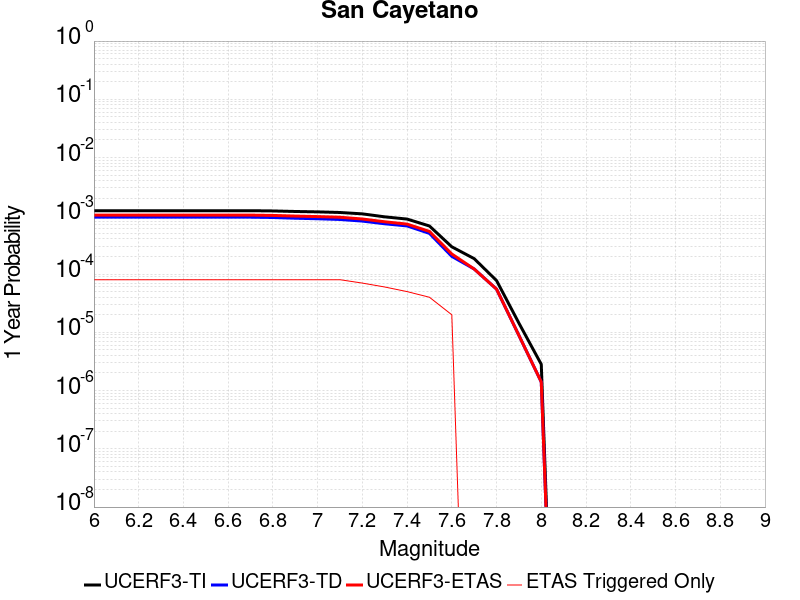 San Cayetano
10^0
10^-1
10^-2
10^-3
10^-4
10^-5
10^-6
10^-7
10^-8
1 Year Probability
6 6.2 6.4 6.6 6.8 7 7.2 7.4 7.6 7.8 8 8.2 8.4 8.6 8.8 9
Magnitude
UCERF3-TI UCERF3-TD UCERF3-ETAS ETAS Triggered Only